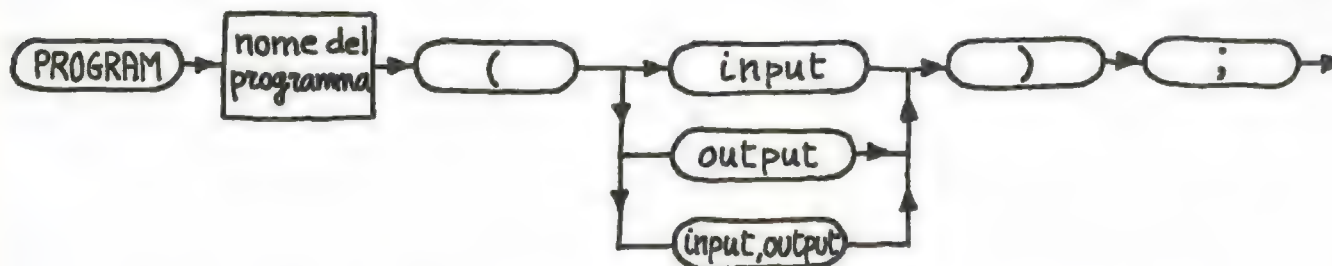 PROGRAM
nome del
programma
(
input
)
;
output
input,output